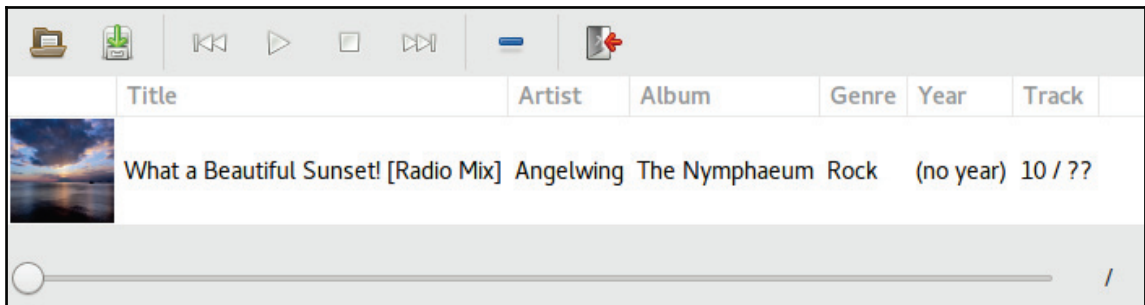 Title Artist Album Genre Year Track
What a Beautiful Sunset! [Radio Mix] Angelwing The Nymphaeum Rock (no year) 10 / ??
/